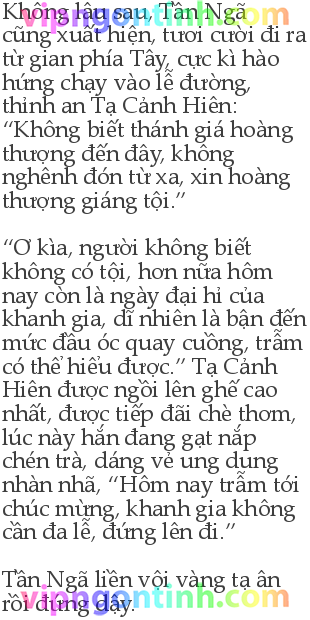 Không lâu sau, Tần Ngã
cũng xuất hiện, tươi cười đi ra
từ gian phía Tây, cực kì hào
hứng chạy vào lễ đường,
thỉnh an Tạ Cảnh Hiên:
“Không biết thánh giá hoàng
thượng đến đây, không
nghênh đón từ xa, xin hoàng
thượng giáng tội.”

“Ơ kìa, người không biết
không có tội, hơn nữa hôm
nay còn là ngày đại hỉ của
khanh gia, dĩ nhiên là bận đến
mức đầu óc quay cuồng, trẫm
có thể hiểu được.” Tạ Cảnh
Hiên được ngồi lên ghế cao
nhất, được tiếp đãi chè thơm,
lúc này hắn đang gạt nắp
chén trà, dáng vẻ ung dung
nhàn nhã, “Hôm nay trẫm tới
chúc mừng, khanh gia không
cần đa lễ, đứng lên đi.”

Tần Ngã liền vội vàng tạ ân
rồi đứng dậy.
vipngontinh.com
vipngontinh.com